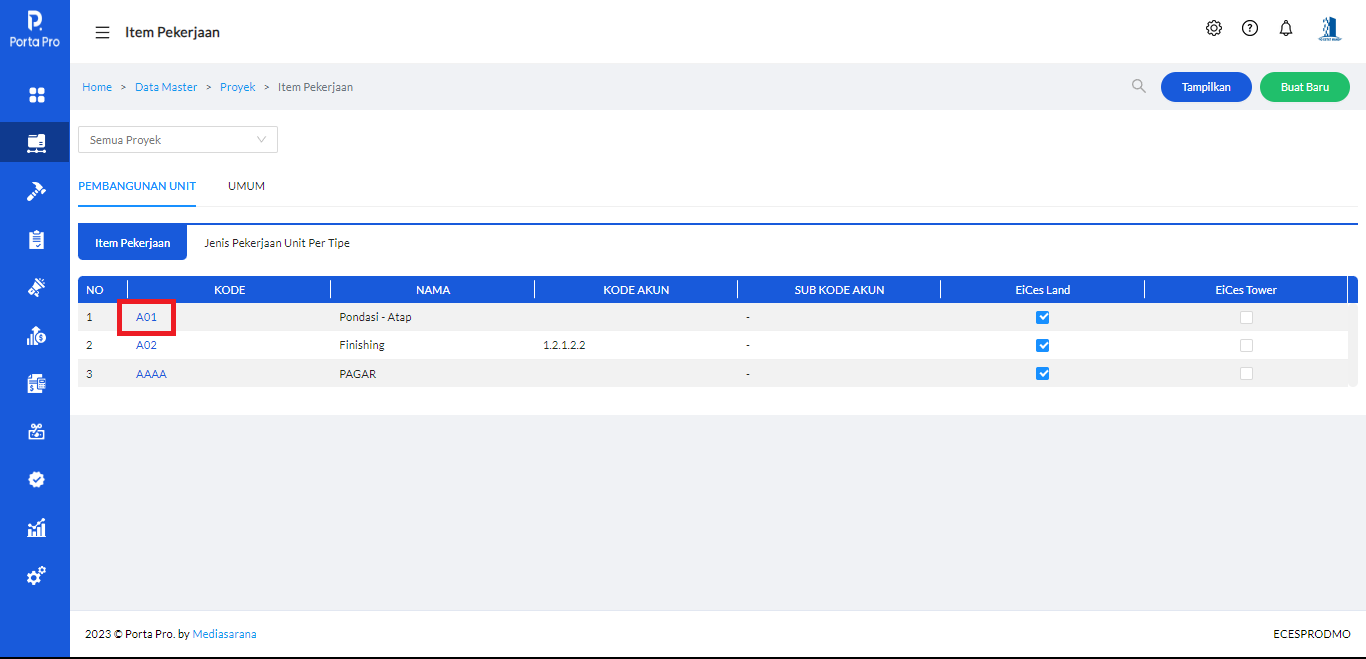 Porta Pro
Item Pekerjaan
Home > Data Master > Proyek > Item Pekerjaan
Tampilkan
Buat Baru
Semua Proyek
PEMBANGUNAN UNIT
UMUM
Item Pekerjaan
Jenis Pekerjaan Unit Per Tipe
NO KODE NAMA KODE AKUN SUB KODE AKUN EiCes Land EiCes Tower
1 A01 Pondasi - Atap -
2 A02 Finishing 1.2.1.2.2 -
3 AAAA PAGAR -
2023 © Porta Pro. by Mediasarana
ECESPRODMO